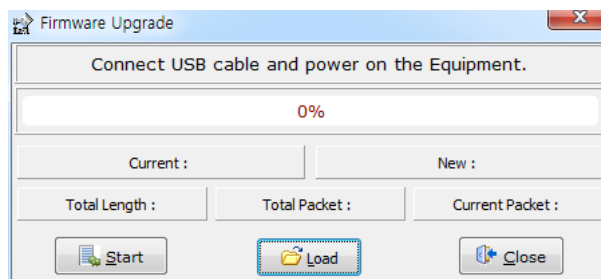 Firmware Upgrade
Connect USB cable and power on the Equipment.
0%
Current : New :
Total Length : Total Packet : Current Packet :
Start Load Close